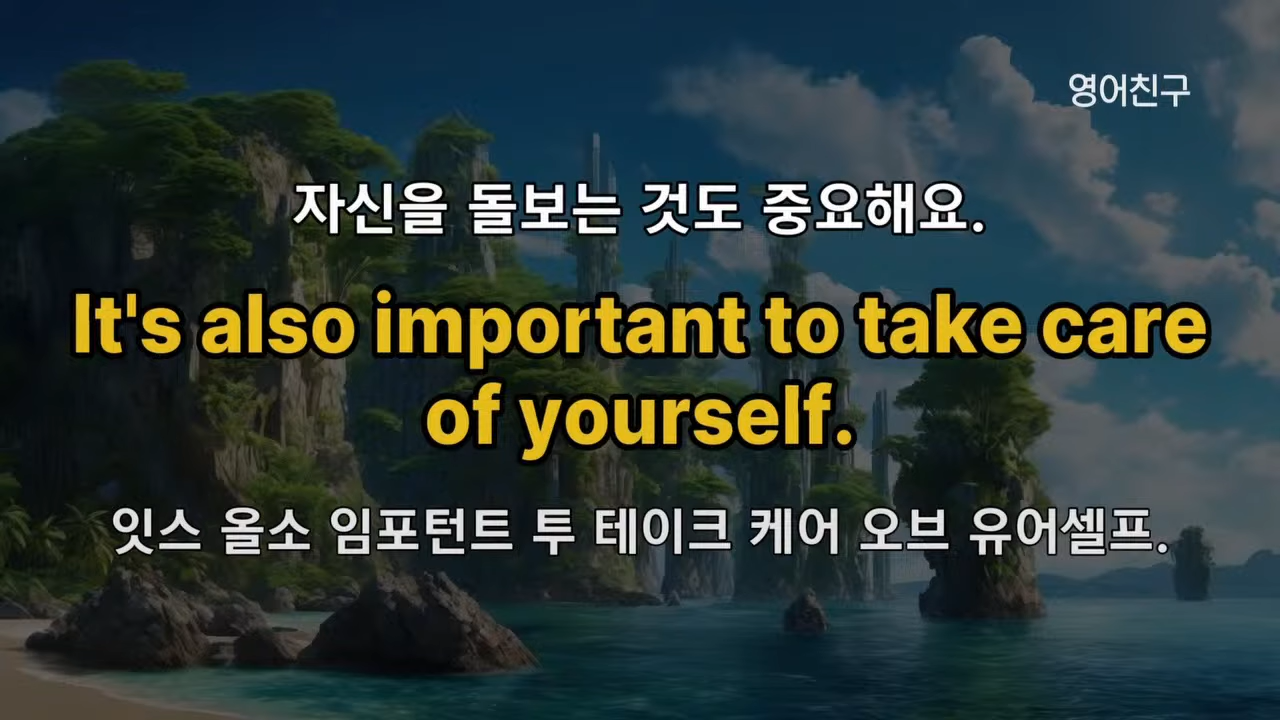 영어친구
자신을 돌보는 것도 중요해요.
It's also important to take care
of yourself.
잇스 올소 임포턴트 투 테이크 케어 오브 유어셀프.